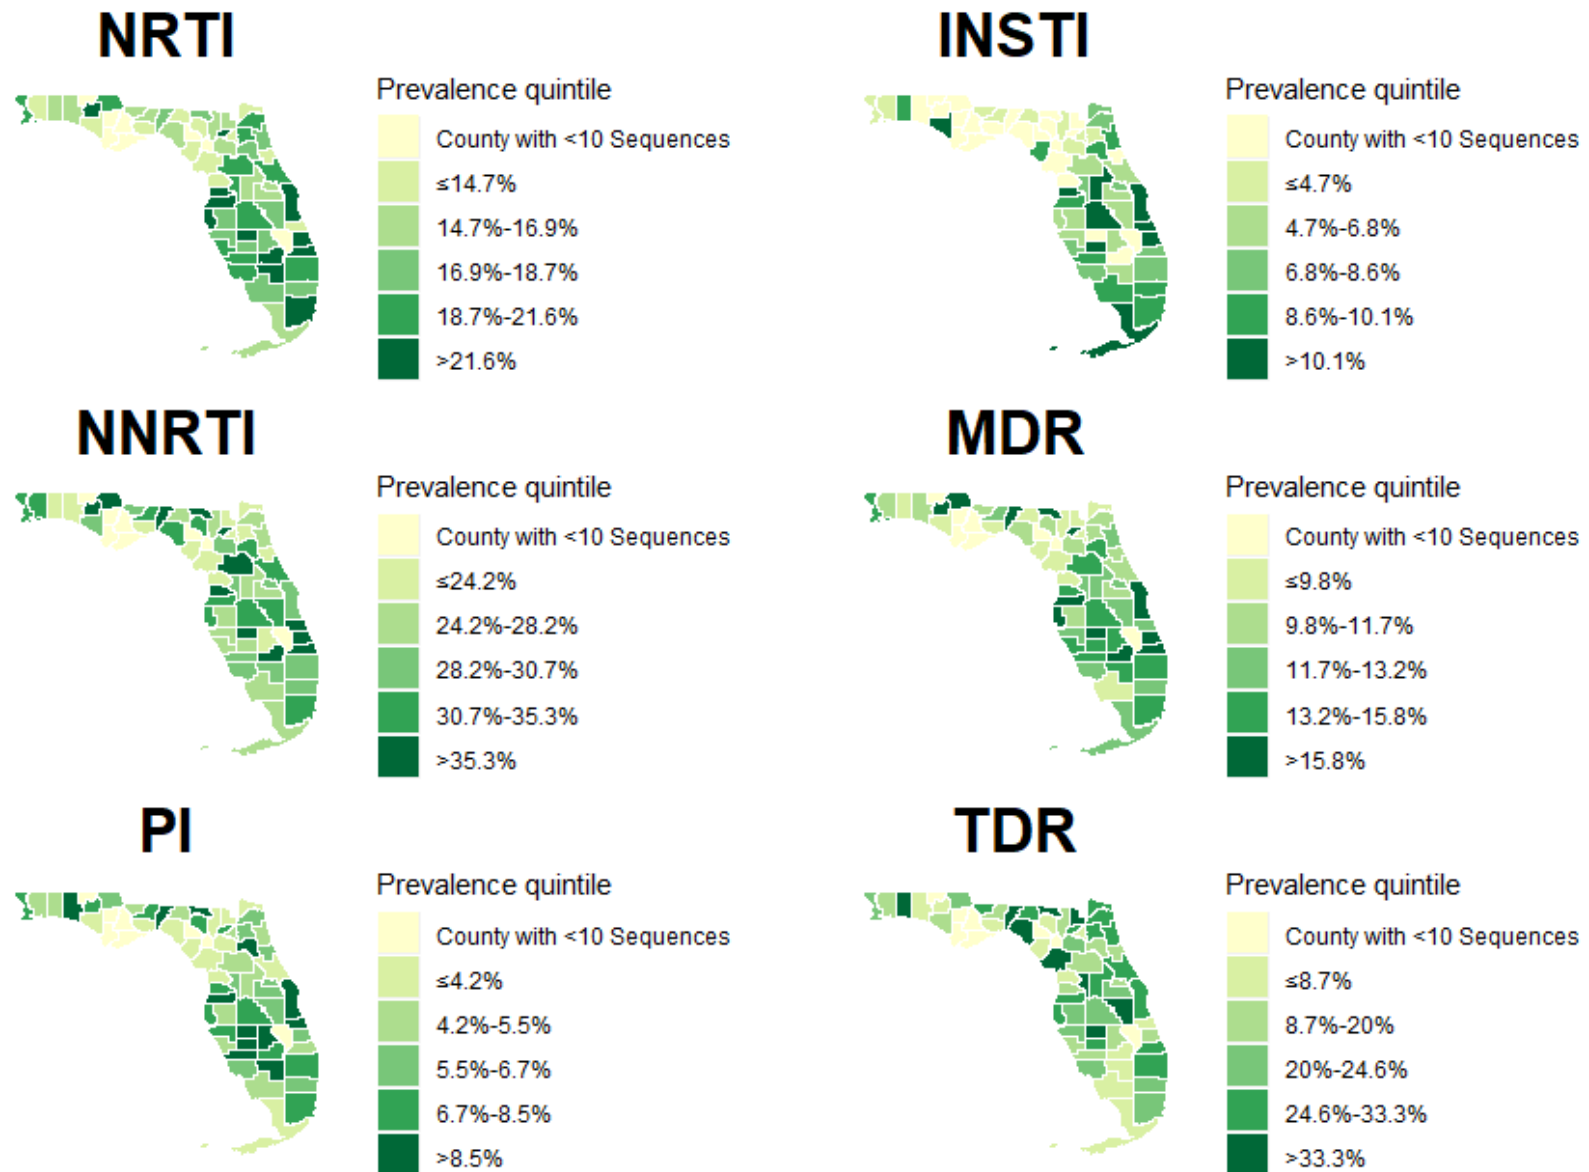 NRTI
Prevalence quintile
County with <10 Sequences
≤14.7%
14.7%-16.9%
16.9%-18.7%
18.7%-21.6%
>21.6%
INSTI
Prevalence quintile
County with <10 Sequences
≤4.7%
4.7%-6.8%
6.8%-8.6%
8.6%-10.1%
>10.1%
NNRTI
Prevalence quintile
County with <10 Sequences
≤24.2%
24.2%-28.2%
28.2%-30.7%
30.7%-35.3%
>35.3%
MDR
Prevalence quintile
County with <10 Sequences
≤9.8%
9.8%-11.7%
11.7%-13.2%
13.2%-15.8%
>15.8%
PI
Prevalence quintile
County with <10 Sequences
≤4.2%
4.2%-5.5%
5.5%-6.7%
6.7%-8.5%
>8.5%
TDR
Prevalence quintile
County with <10 Sequences
≤8.7%
8.7%-20%
20%-24.6%
24.6%-33.3%
>33.3%